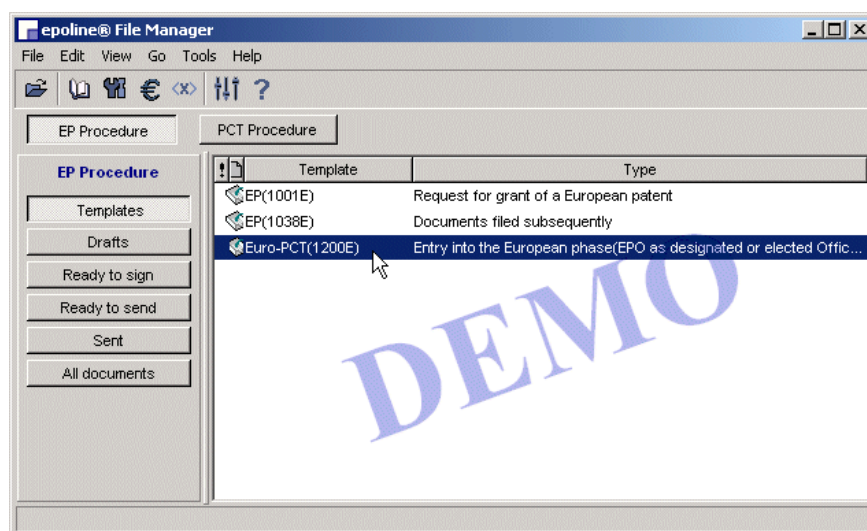 epoline® File Manager
File Edit View Go Tools Help
EP Procedure PCT Procedure
EP Procedure
Templates
Drafts
Ready to sign
Ready to send
Sent
All documents
! Template Type
EP(1001E) Request for grant of a European patent
EP(1038E) Documents filed subsequently
Euro-PCT(1200E) Entry into the European phase(EPO as designated or elected Offic...
DEMO